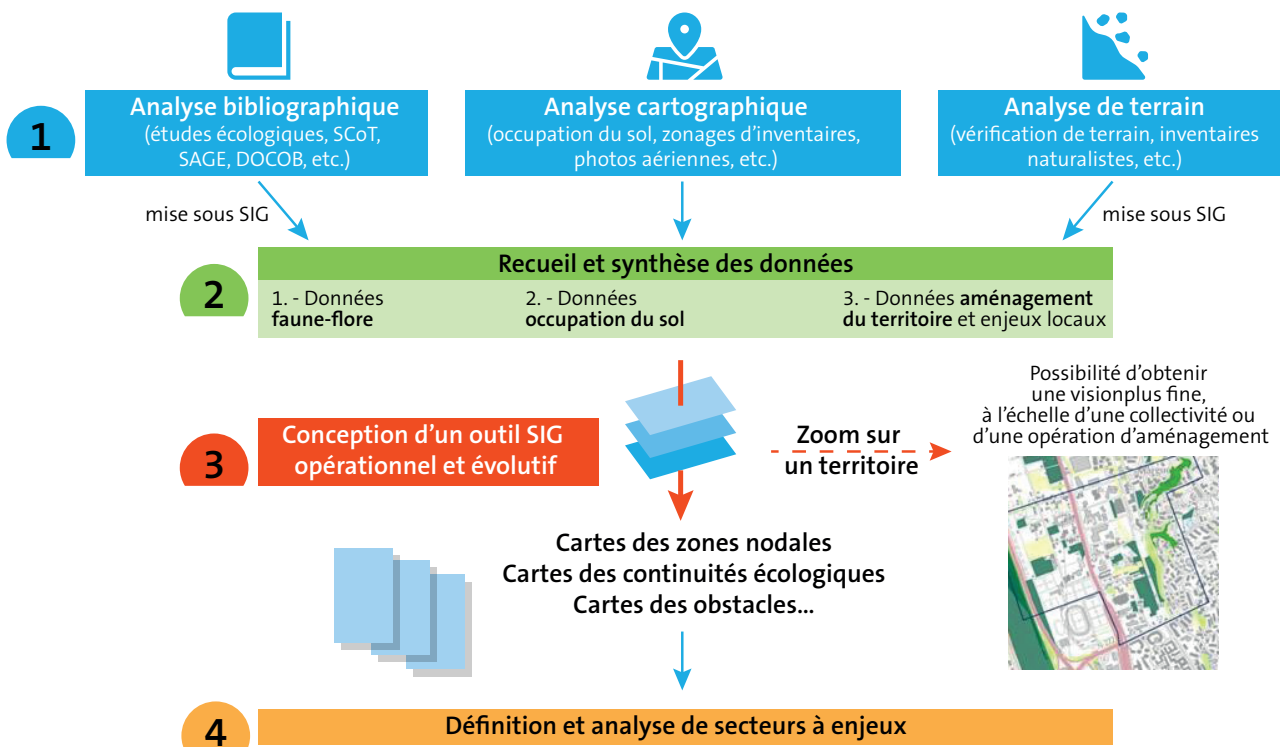 1
Analyse bibliographique
(études écologiques, SCoT,
SAGE, DOCOB, etc.)
Analyse cartographique
(occupation du sol, zonages d'inventaires,
photos aériennes, etc.)
Analyse de terrain
(vérification de terrain, inventaires
naturalistes, etc.)
mise sous SIG
mise sous SIG
2
Recueil et synthèse des données
1. - Données
faune-flore
2. - Données
occupation du sol
3. - Données aménagement
du territoire et enjeux locaux
3
Conception d'un outil SIG
opérationnel et évolutif
Zoom sur
un territoire
Possibilité d'obtenir
une visionplus fine,
à l'échelle d'une collectivité ou
d'une opération d'aménagement
Cartes des zones nodales
Cartes des continuités écologiques
Cartes des obstacles...
4
Définition et analyse de secteurs à enjeux